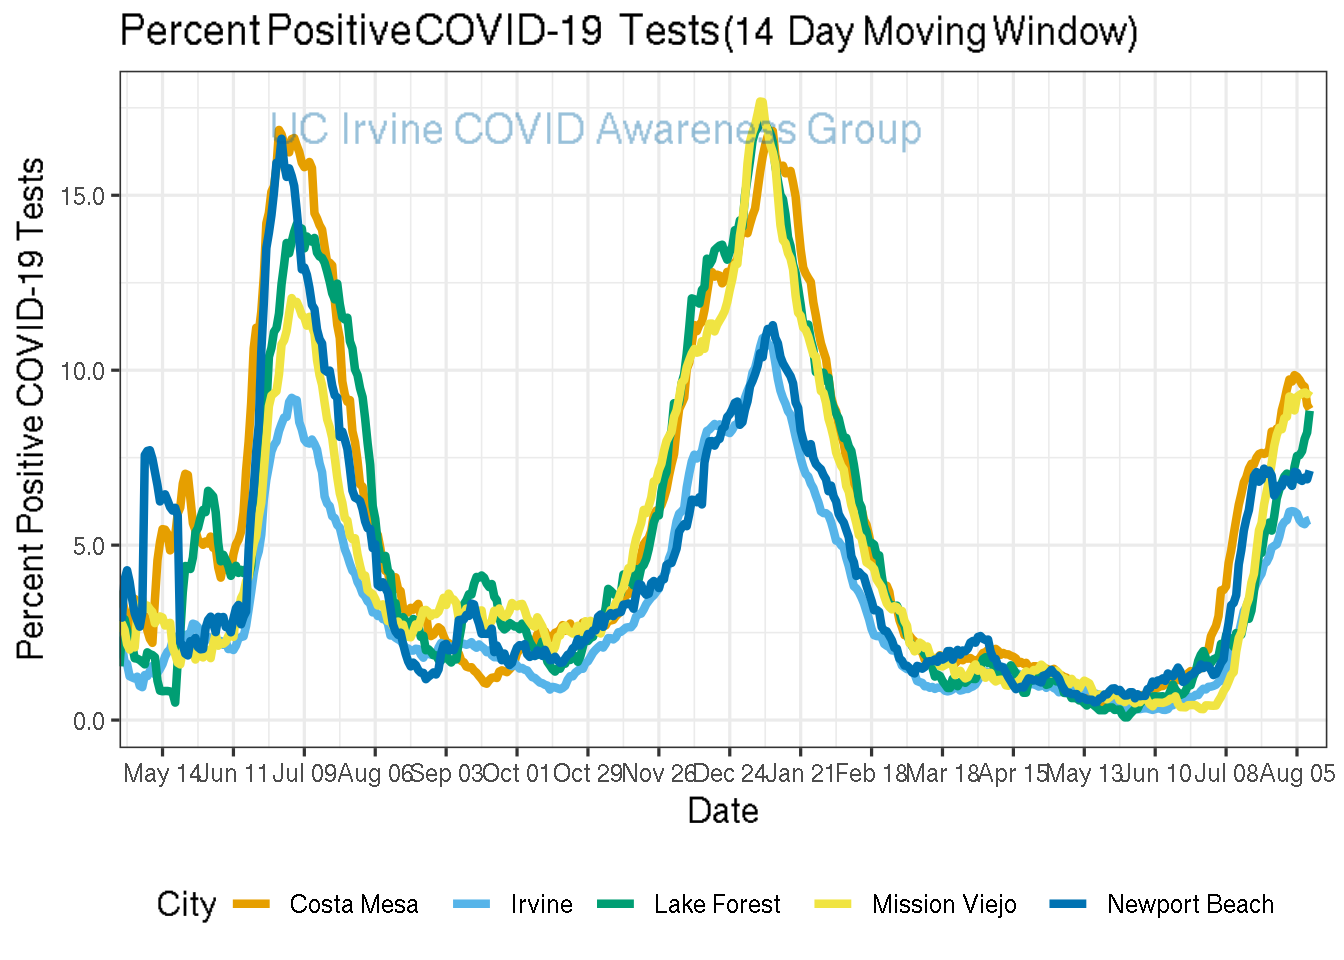 Percent Positive COVID-19 Tests (14 Day Moving Window)
UC Irvine COVID Awareness Group
Percent Positive COVID-19 Tests
15.0
10.0
5.0
0.0
May 14 Jun 11 Jul 09 Aug 06 Sep 03 Oct 01 Oct 29 Nov 26 Dec 24 Jan 21 Feb 18 Mar 18 Apr 15 May 13 Jun 10 Jul 08 Aug 05
Date
City Costa Mesa Irvine Lake Forest Mission Viejo Newport Beach